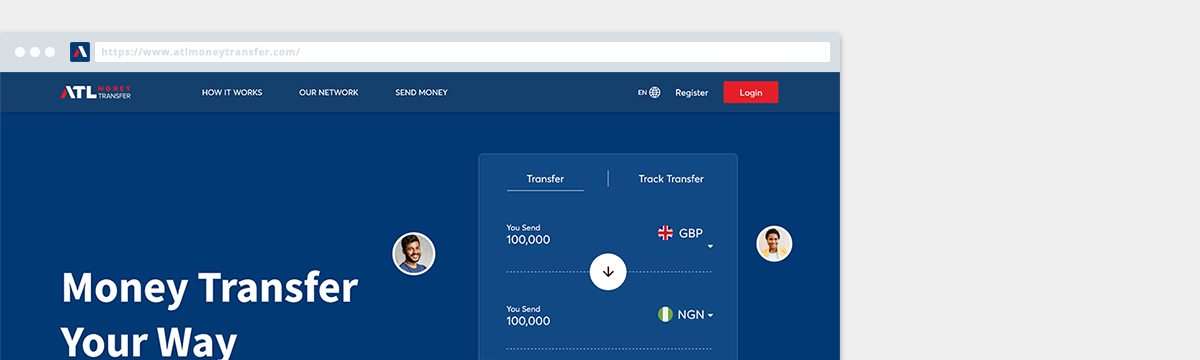 https://www.atlmoneytransfer.com/
ATL MONEY TRANSFER
HOW IT WORKS
OUR NETWORK
SEND MONEY
EN
Register
Login
Transfer
Track Transfer
You Send
100,000
GBP
You Send
100,000
NGN
Money Transfer
Your Way